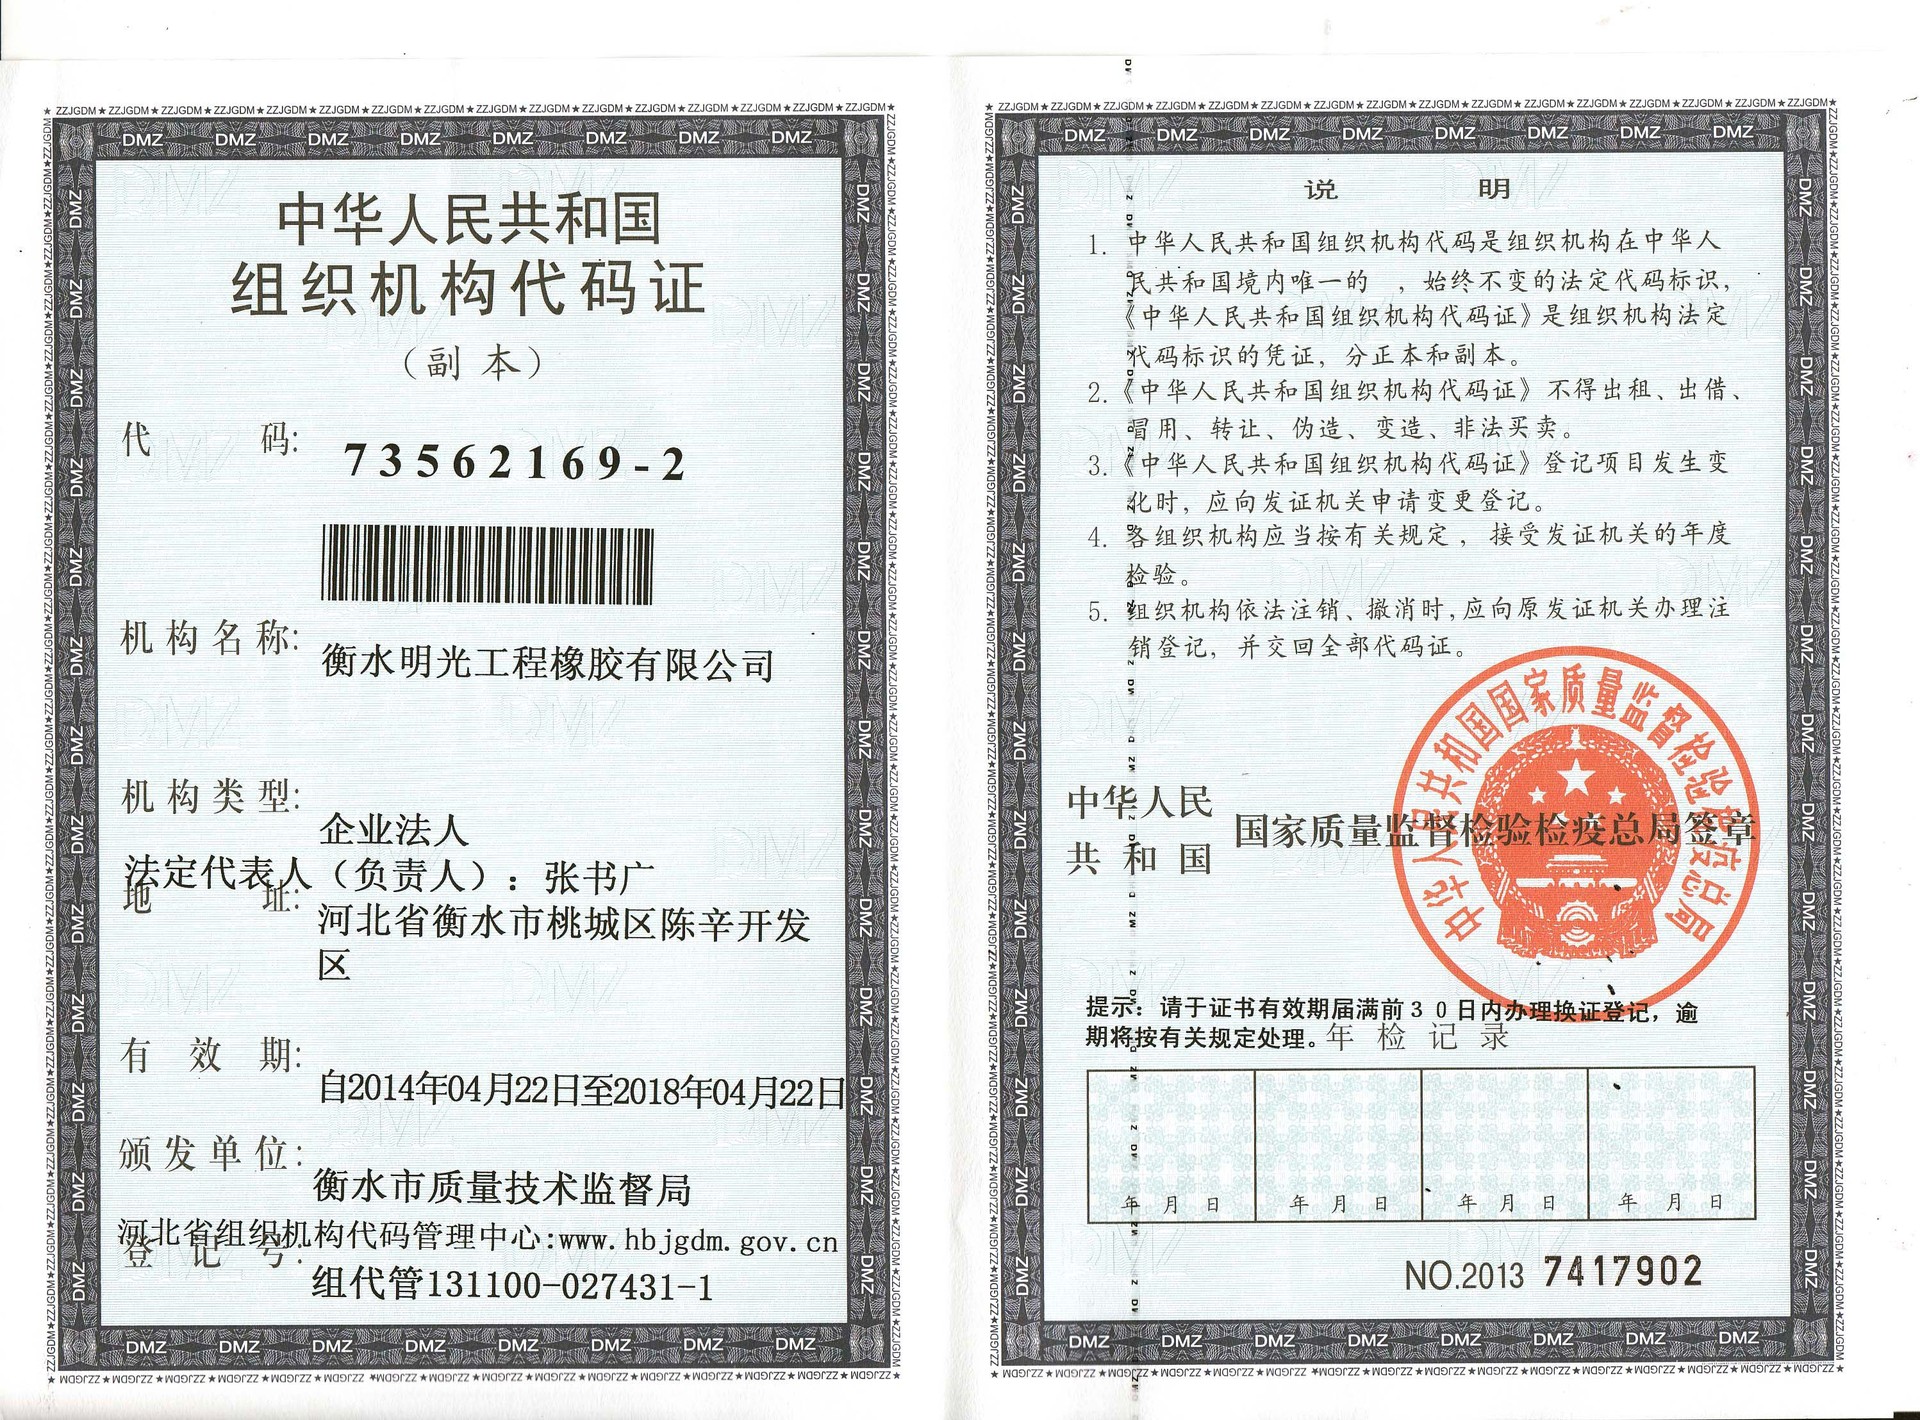 中华人民共和国
组织机构代码证
（副本）
代码: 73562169-2
机构名称: 衡水明光工程橡胶有限公司
机构类型: 企业法人
法定代表人（负责人）: 张书广
地址: 河北省衡水市桃城区陈辛开发
区
有效期: 自2014年04月22日至2018年04月22日
颁发单位: 衡水市质量技术监督局
河北省组织机构代码管理中心:www.hbjgdm.gov.cn
登记号: 组代管131100-027431-1
说明
1. 中华人民共和国组织机构代码是组织机构在中华人
民共和国境内唯一的 ，始终不变的法定代码标识，
《中华人民共和国组织机构代码证》是组织机构法定
代码标识的凭证，分正本和副本。
2.《中华人民共和国组织机构代码证》不得出租、出借、
冒用、转让、伪造、变造、非法买卖。
3.《中华人民共和国组织机构代码证》登记项目发生变
化时，应向发证机关申请变更登记。
4. 各组织机构应当按有关规定，接受发证机关的年度
检验。
5. 组织机构依法注销、撤消时,应向原发证机关办理注
销登记，并交回全部代码证。
中华人民
共和国
国家质量监督检验检疫总局签章
中华人民共和国国家质量监督检验检疫总局
提示：请于证书有效期届满前30日内办理换证登记，逾
期将按有关规定处理。
年检记录
年 月 日 年 月 日 年 月 日 年 月 日
NO.2013 7417902